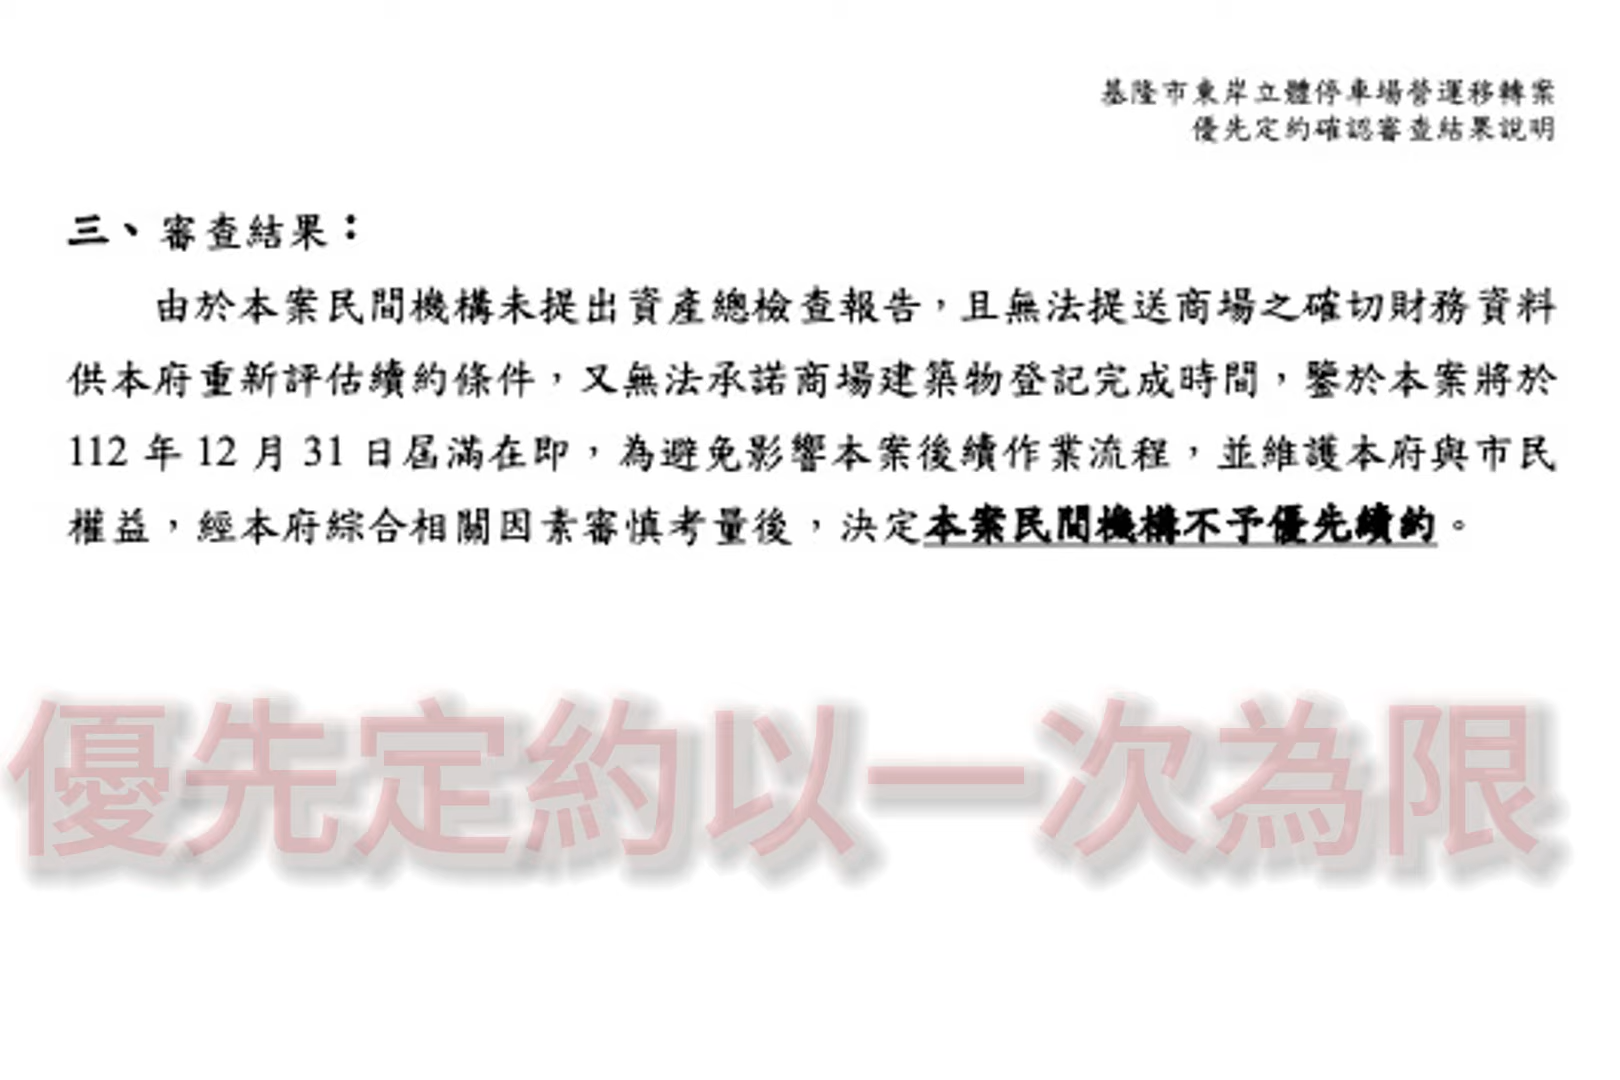 基隆市東岸立體停車場營運移轉案
優先定約確認審查結果說明
三、審查結果：
由於本案民間機構未提出資產總檢查報告，且無法提送商場之確切財務資料
供本府重新評估續約條件，又無法承諾商場建築物登記完成時間，鑒於本案將於
112 年 12 月 31 日屆滿在即，為避免影響本案後續作業流程，並維護本府與市民
權益，經本府綜合相關因素審慎考量後，決定本案民間機構不予優先續約。
優先定約以一次為限